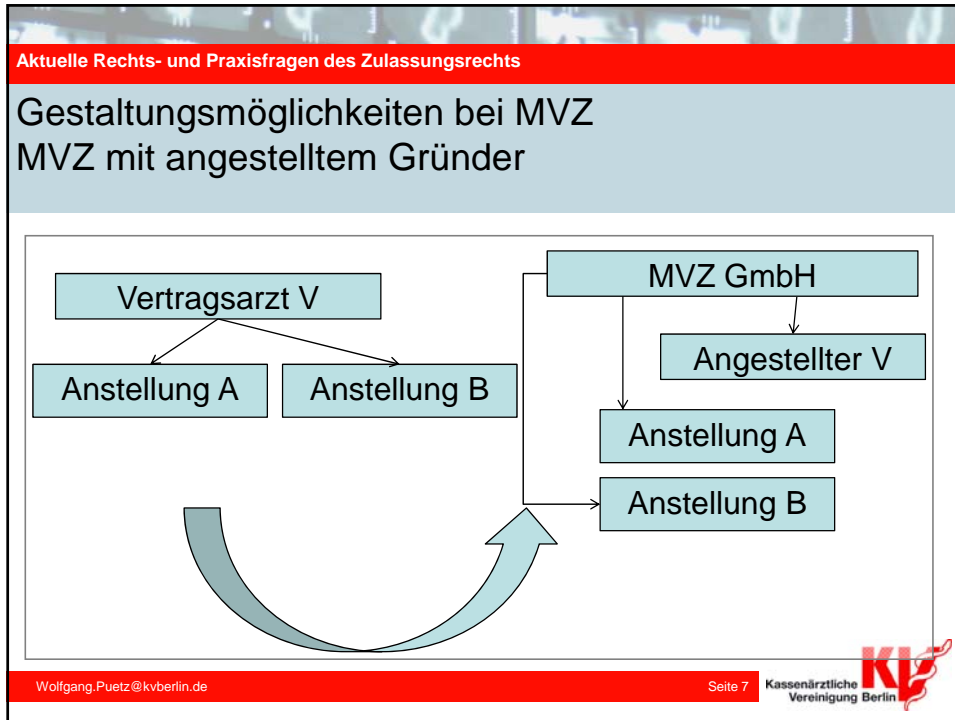 Aktuelle Rechts- und Praxisfragen des Zulassungsrechts
Gestaltungsmöglichkeiten bei MVZ
MVZ mit angestelltem Gründer
Vertragsarzt V
Anstellung A
Anstellung B
MVZ GmbH
Angestellter V
Anstellung A
Anstellung B
Wolfgang.Puetz@kvberlin.de
Seite 7
Kassenärztliche
Vereinigung Berlin
KV